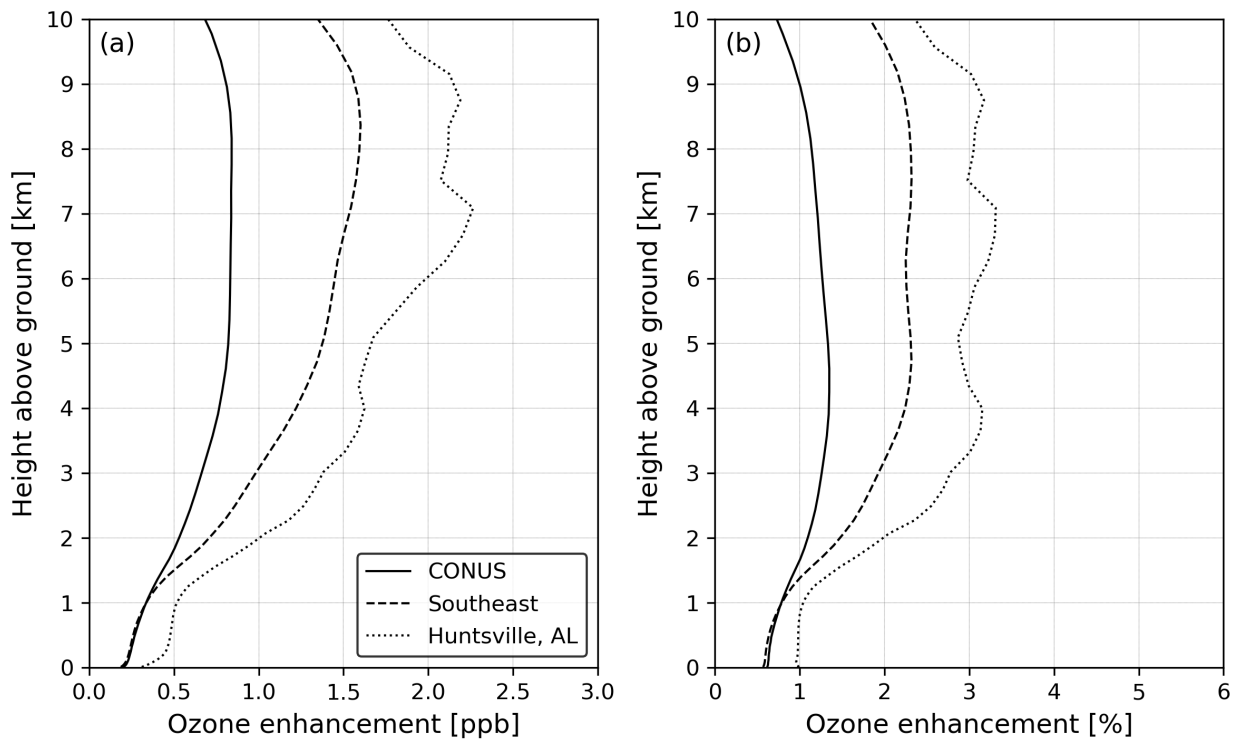 (a)
10
9
8
7
6
5
4
3
2
1
0
Height above ground [km]
CONUS
Southeast
Huntsville, AL
0.0 0.5 1.0 1.5 2.0 2.5 3.0
Ozone enhancement [ppb]
(b)
10
9
8
7
6
5
4
3
2
1
0
Height above ground [km]
0 1 2 3 4 5 6
Ozone enhancement [%]